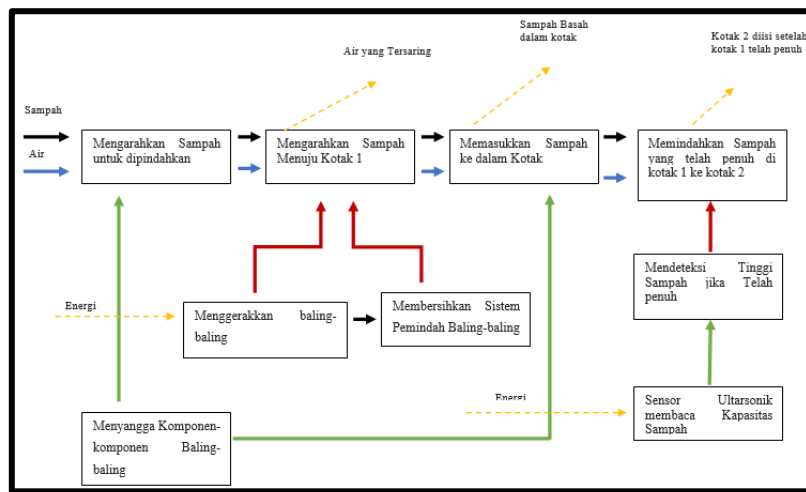 Sampah Basah
dalam kotak
Kotak 2 diisi setelah
kotak 1 telah penuh
Air yang Tersaring
Sampah
Air
Mengarahkan Sampah
untuk dipindahkan
Mengarahkan Sampah
Menuju Kotak 1
Memasukkan Sampah
ke dalam Kotak
Memindahkan Sampah
yang telah penuh di
kotak 1 ke kotak 2
Energi
Menggerakkan baling-
baling
Membersihkan Sistem
Pemindah Baling-baling
Mendeteksi Tinggi
Sampah jika Telah
penuh
Energi
Sensor Ultarsonik
membaca Kapasitas
Sampah
Menyangga Komponen-
komponen Baling-
baling